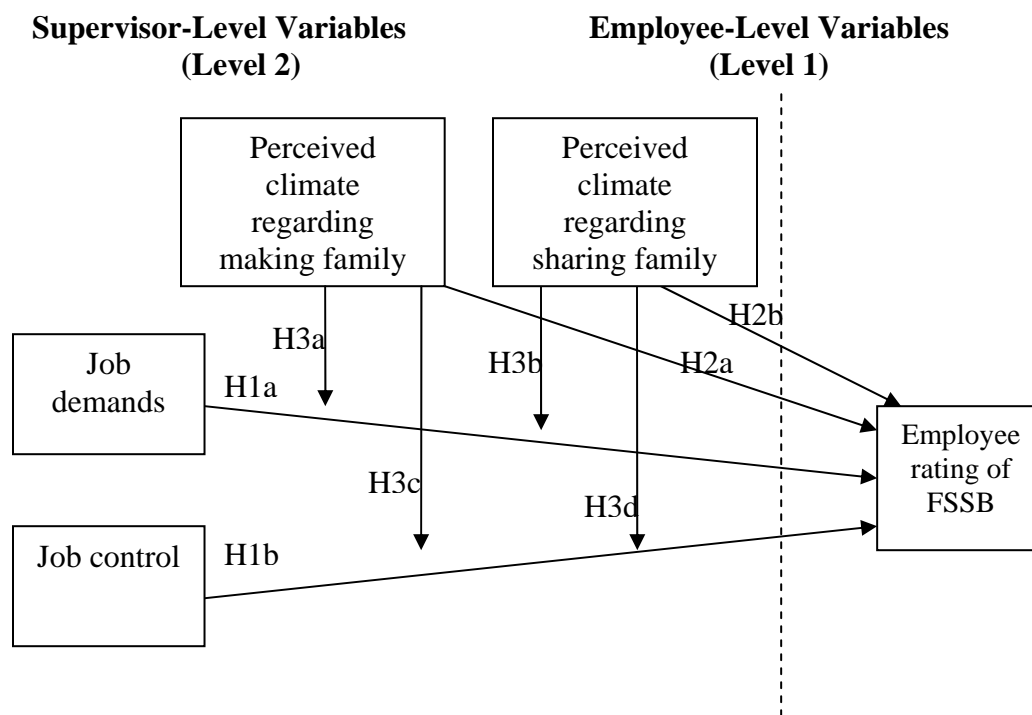 Supervisor-Level Variables
(Level 2)
Employee-Level Variables
(Level 1)
Perceived
climate
regarding
making family
Perceived
climate
regarding
sharing family
H2b
H3a
H3b
H2a
Job
demands
H1a
Employee
rating of
FSSB
H3c
H3d
Job control
H1b